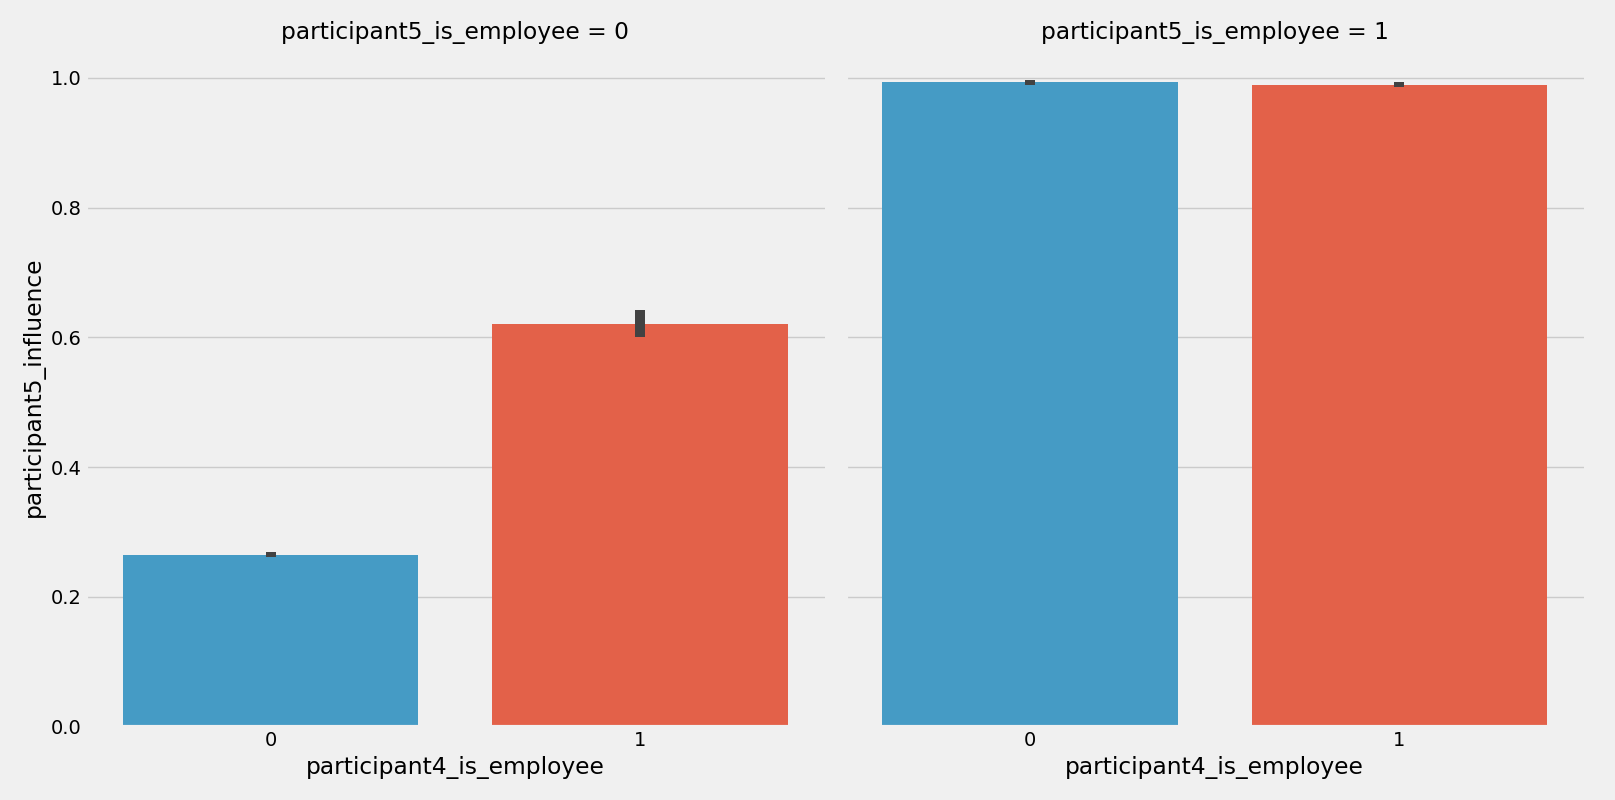 participant5_is_employee = 0
participant5_is_employee = 1
1.0
0.8
0.6
0.4
0.2
0.0
participant5_influence
0
1
0
1
participant4_is_employee
participant4_is_employee